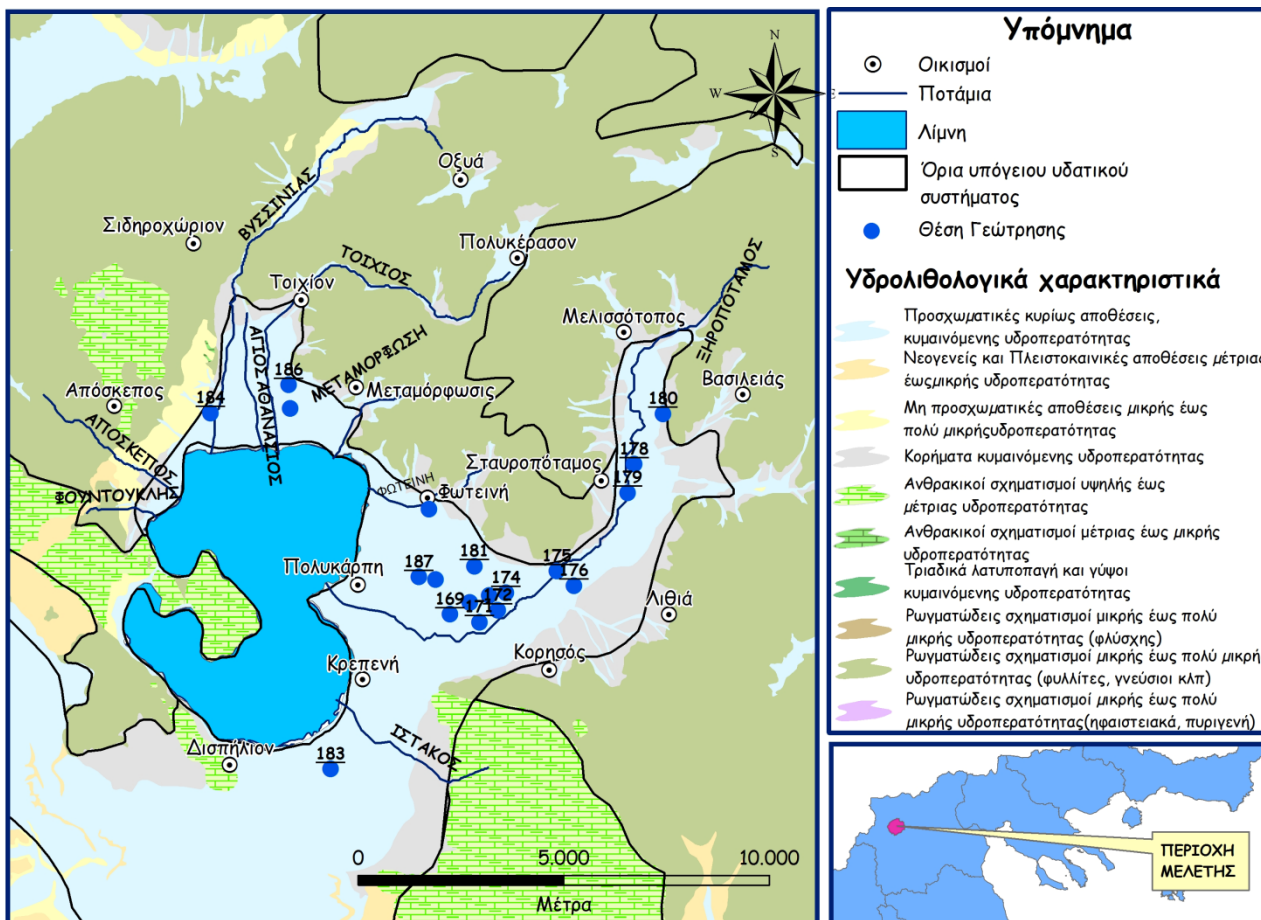 N
W
E
S
Οξυά
ΒΥΣΣΙΝΙΑΣ
Σιδηροχώριον
Πολυκέρασον
ΤΟΙΧΙΟΣ
Τοιχίον
ΞΗΡΟΠΟΤΑΜΟΣ
Μελισσότοπος
ΑΓΙΟΣ ΑΘΑΝΑΣΙΟΣ
ΜΕΤΑΜΟΡΦΩΣΗ
186
Μεταμόρφωσις
Βασιλειάς
Απόσκεπος
184
180
ΑΠΟΣΚΕΠΟΣ
178
Σταυροπόταμος
179
ΦΟΥΝΤΟΥΚΛΗΣ
ΦΩΤΕΙΝΗ
Φωτεινή
181
175
187
176
Πολυκάρπη
174
172
169
171
Λιθιά
Κορησός
Κρεπενή
ΙΣΤΑΚΟΣ
Δισπήλιον
183
0
5.000
10.000
Μέτρα
Υπόμνημα
Οικισμοί
Ποτάμια
Λίμνη
Όρια υπόγειου υδατικού
συστήματος
Θέση Γεώτρησης
Υδρολιθολογικά χαρακτηριστικά
Προσχωματικές κυρίως αποθέσεις,
κυμαινόμενης υδροπερατότητας
Νεογενείς και Πλειστοκαινικές αποθέσεις μέτριας
έωςμικρής υδροπερατότητας
Μη προσχωματικές αποθέσεις μικρής έως
πολύ μικρήςυδροπερατότητας
Κορήματα κυμαινόμενης υδροπερατότητας
Ανθρακικοί σχηματισμοί υψηλής έως
μέτριας υδροπερατότητας
Ανθρακικοί σχηματισμοί μέτριας έως μικρής
υδροπερατότητας
Τριαδικά λατυποπαγή και γύψοι
κυμαινόμενης υδροπερατότητας
Ρωγματώδεις σχηματισμοί μικρής έως πολύ
μικρής υδροπερατότητας (φλύσχης)
Ρωγματώδεις σχηματισμοί μικρής έως πολύ μικρή
υδροπερατότητας (φυλλίτες, γνεύσιοι κλπ)
Ρωγματώδεις σχηματισμοί μικρής έως πολύ
μικρής υδροπερατότητας(ηφαιστειακά, πυριγενή)
ΠΕΡΙΟΧΗ
ΜΕΛΕΤΗΣ